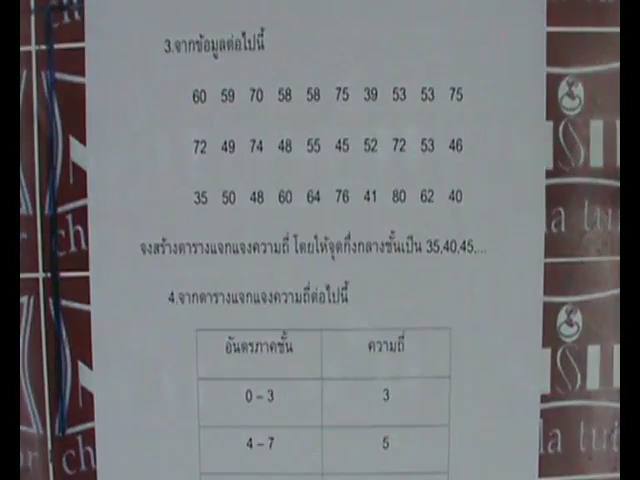 3.จากข้อมูลต่อไปนี้
60 59 70 58 58 75 39 53 53 75
72 49 74 48 55 45 52 72 53 46
35 50 48 60 64 76 41 80 62 40
จงสร้างตารางแจกแจงความถี่ โดยให้จุดกึ่งกลางชั้นเป็น 35,40,45,...
4.จากตารางแจกแจงความถี่ต่อไปนี้
อันตรภาคชั้น ความถี่
0 – 3 3
4 – 7 5